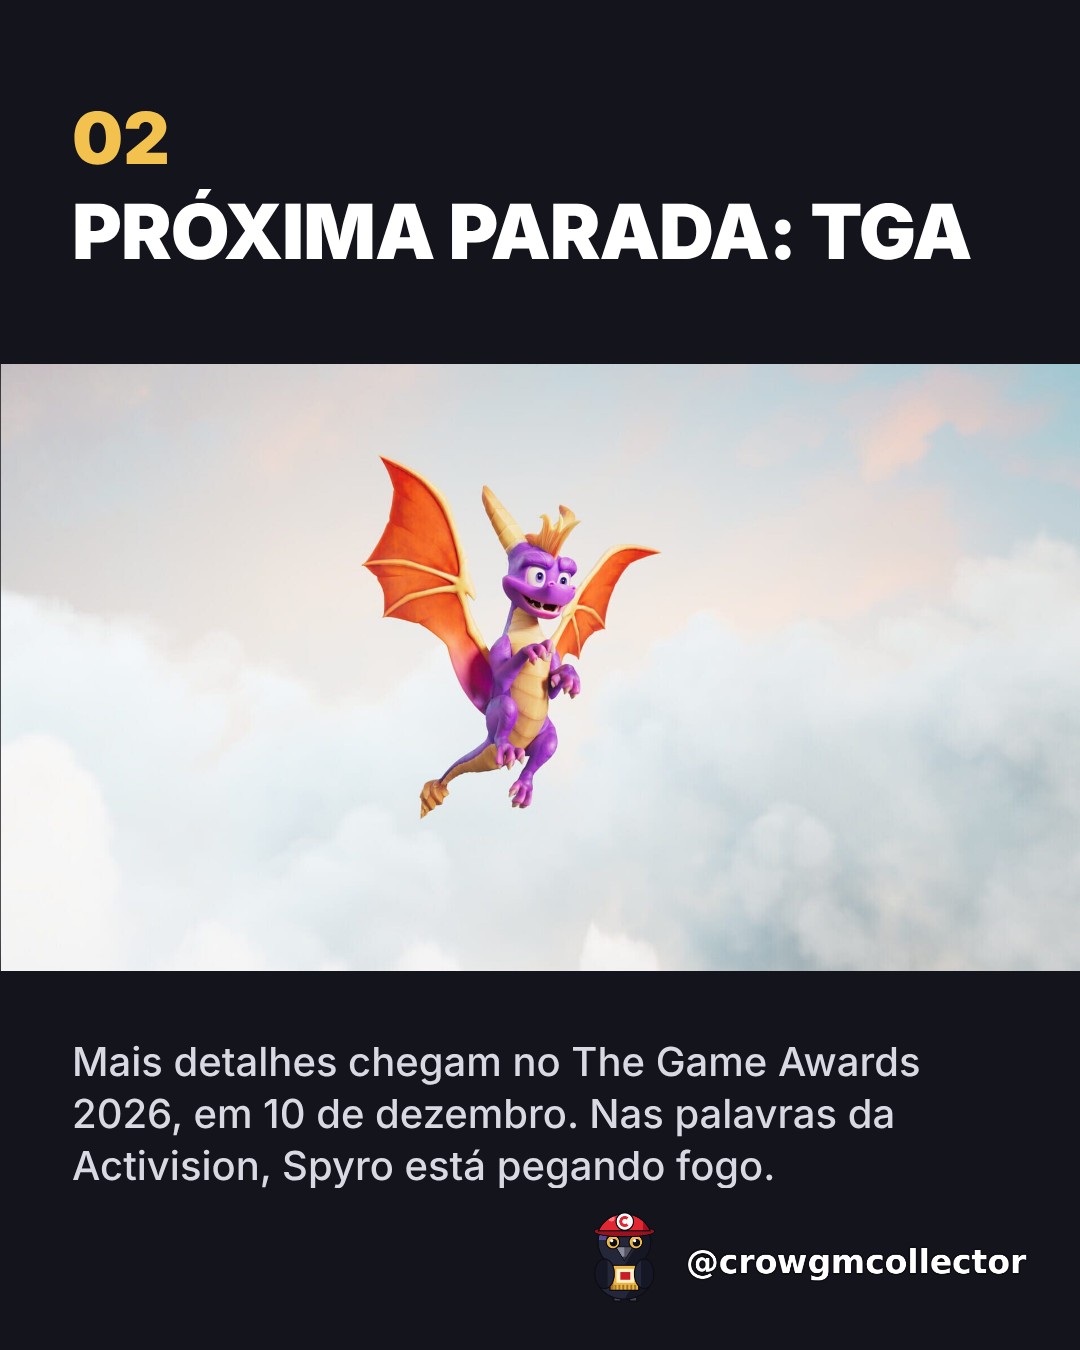 02
PRÓXIMA PARADA: TGA
Mais detalhes chegam no The Game Awards
2026, em 10 de dezembro. Nas palavras da
Activision, Spyro está pegando fogo.
C
@crowgmcollector